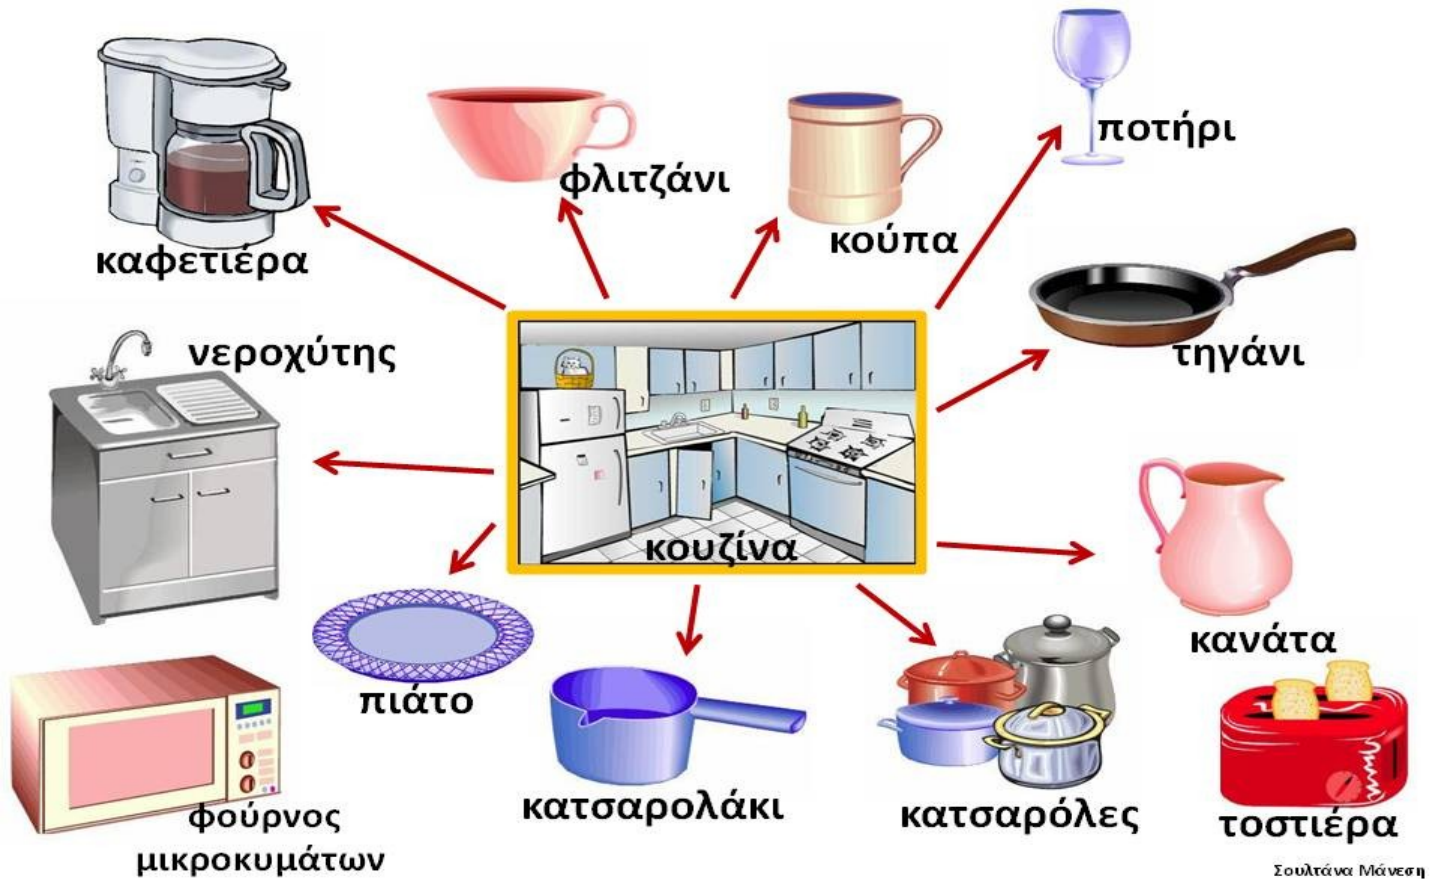 ποτήρι
φλιτζάνι
κούπα
καφετιέρα
νεροχύτης
τηγάνι
κουζίνα
κανάτα
πιάτο
κατσαρολάκι
κατσαρόλες
τοστιέρα
φούρνος
μικροκυμάτων
Σουλτάνα Μάνεση